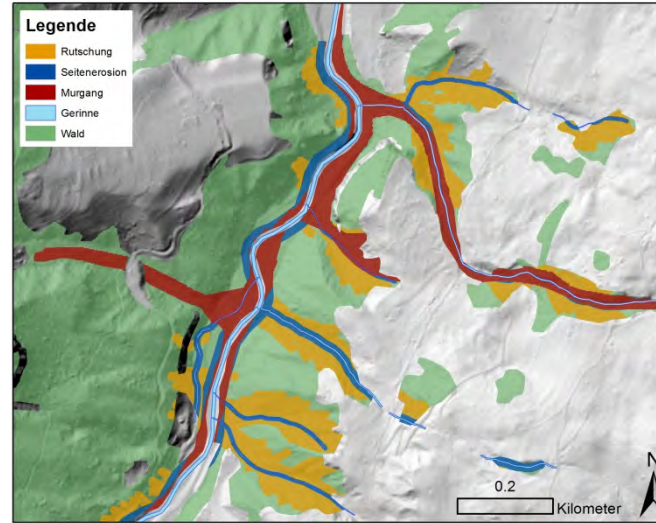 Legende
Rutschung
Seitenerosion
Murgang
Gerinne
Wald
N
0.2
Kilometer